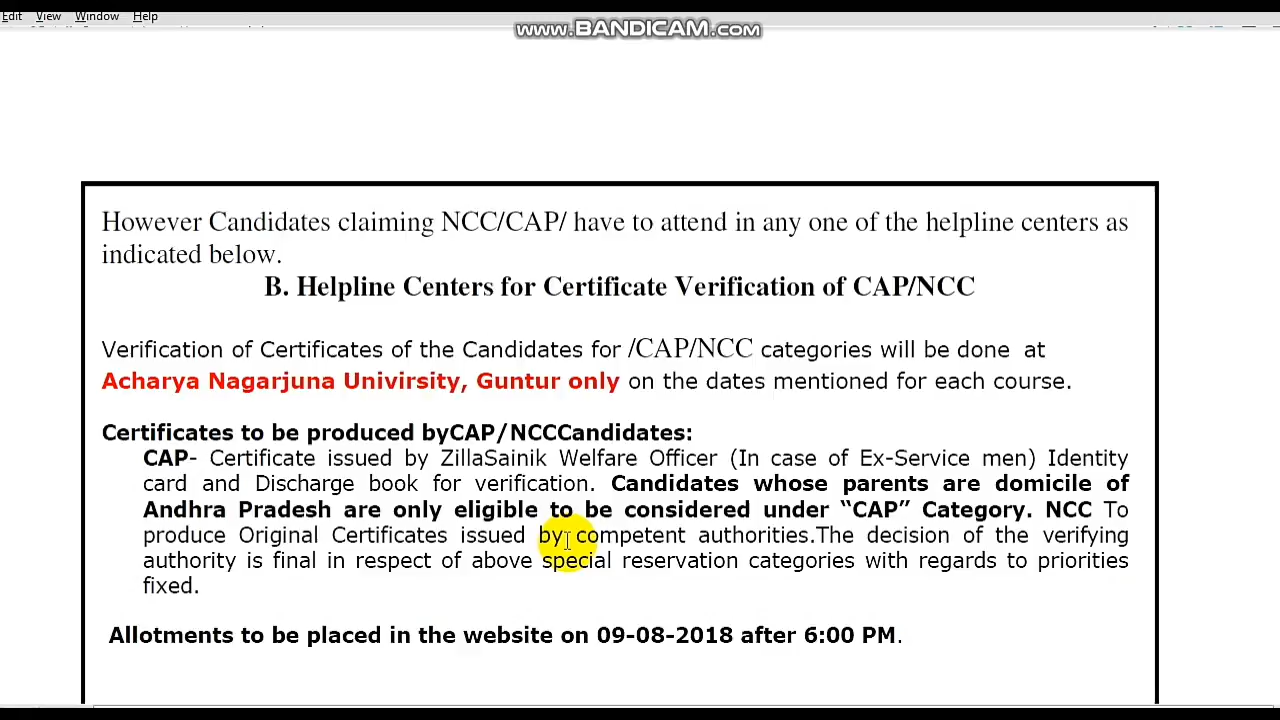 Edit View Window Help
www.BANDICAM.com
However Candidates claiming NCC/CAP/ have to attend in any one of the helpline centers as
indicated below.
B. Helpline Centers for Certificate Verification of CAP/NCC
Verification of Certificates of the Candidates for /CAP/NCC categories will be done at
Acharya Nagarjuna Univirsity, Guntur only on the dates mentioned for each course.
Certificates to be produced byCAP/NCCCandidates:
CAP- Certificate issued by ZillaSainik Welfare Officer (In case of Ex-Service men) Identity
card and Discharge book for verification. Candidates whose parents are domicile of
Andhra Pradesh are only eligible to be considered under “CAP” Category. NCC To
produce Original Certificates issued by competent authorities.The decision of the verifying
authority is final in respect of above special reservation categories with regards to priorities
fixed.
Allotments to be placed in the website on 09-08-2018 after 6:00 PM.